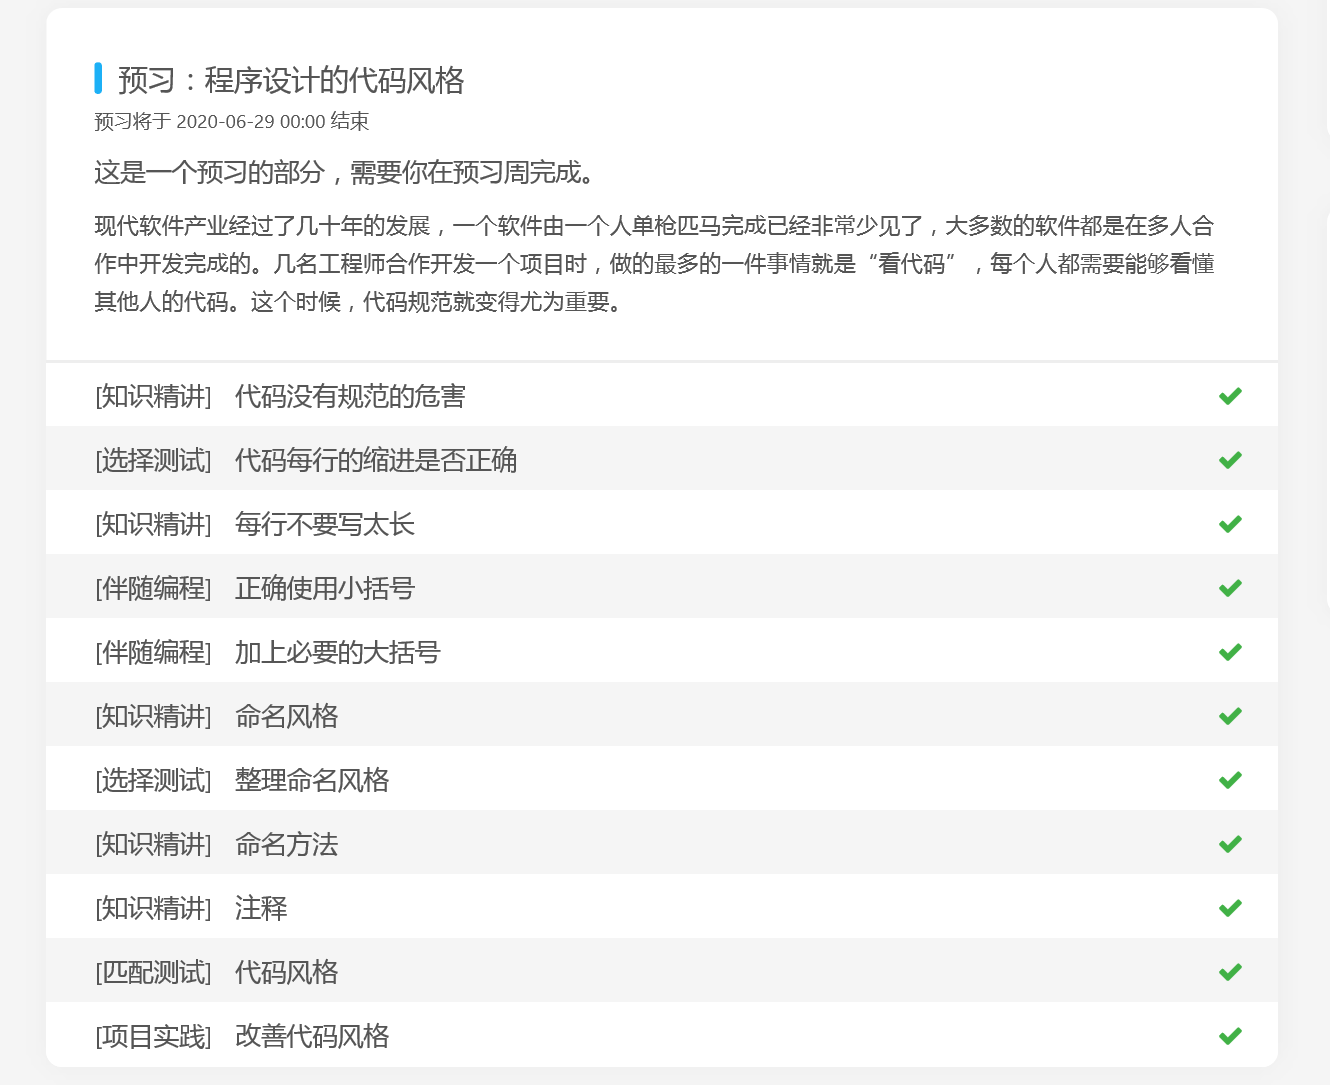 预习：程序设计的代码风格
预习将于 2020-06-29 00:00 结束
这是一个预习的部分，需要你在预习周完成。
现代软件产业经过了几十年的发展，一个软件由一个人单枪匹马完成已经非常少见了，大多数的软件都是在多人合
作中开发完成的。几名工程师合作开发一个项目时，做的最多的一件事情就是“看代码”，每个人都需要能够看懂
其他人的代码。这个时候，代码规范就变得尤为重要。
[知识精讲] 代码没有规范的危害
[选择测试] 代码每行的缩进是否正确
[知识精讲] 每行不要写太长
[伴随编程] 正确使用小括号
[伴随编程] 加上必要的大括号
[知识精讲] 命名风格
[选择测试] 整理命名风格
[知识精讲] 命名方法
[知识精讲] 注释
[匹配测试] 代码风格
[项目实践] 改善代码风格